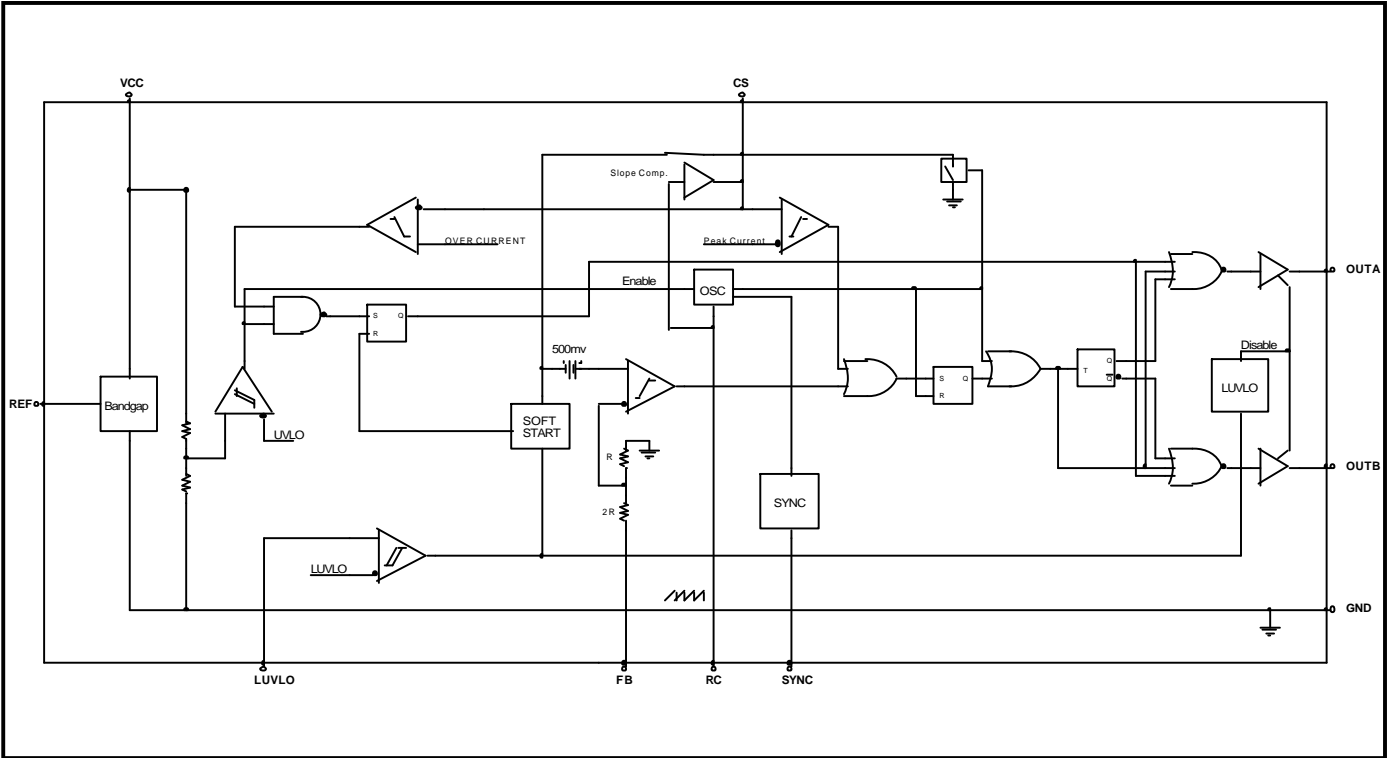 VCC
CS
Slope Comp.
OVER CURRENT
Peak Current
OUTA
Enable
OSC
S
Q
R
500mv
Disable
Q
T
Q
LUVLO
REF
Bandgap
S
Q
R
SOFT
START
UVLO
R
OUTB
2R
SYNC
LUVLO
GND
LUVLO
FB
RC
SYNC